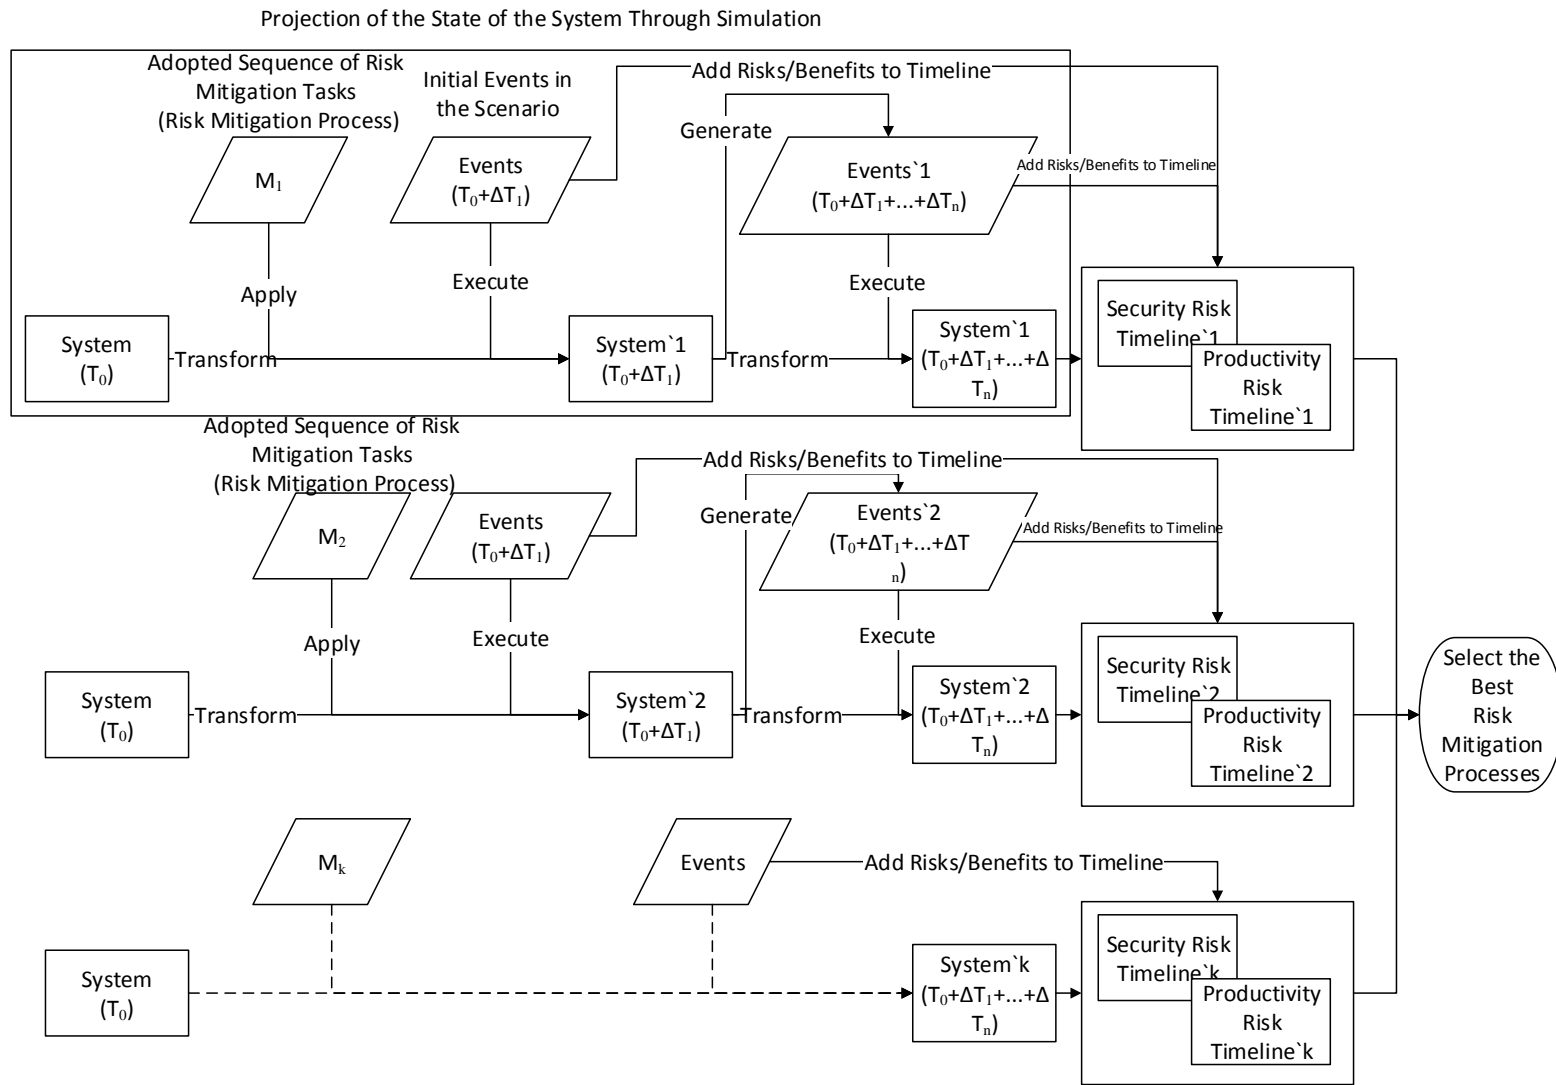 Projection of the State of the System Through Simulation
Adopted Sequence of Risk
Mitigation Tasks
(Risk Mitigation Process)
Initial Events in
the Scenario
Add Risks/Benefits to Timeline
Generate
M₁
Events
(T₀+ΔT₁)
Events`1
(T₀+ΔT₁+...+ΔTₙ)
Add Risks/Benefits to Timeline
Apply
Execute
Execute
System
(T₀)
Transform
System`1
(T₀+ΔT₁)
Transform
System`1
(T₀+ΔT₁+...+Δ
Tₙ)
Security Risk
Timeline`1
Productivity
Risk
Timeline`1
Adopted Sequence of Risk
Mitigation Tasks
(Risk Mitigation Process)
Add Risks/Benefits to Timeline
Generate
M₂
Events
(T₀+ΔT₁)
Events`2
(T₀+ΔT₁+...+ΔT
ₙ)
Add Risks/Benefits to Timeline
Apply
Execute
Execute
System
(T₀)
Transform
System`2
(T₀+ΔT₁)
Transform
System`2
(T₀+ΔT₁+...+Δ
Tₙ)
Security Risk
Timeline`2
Productivity
Risk
Timeline`2
Select the
Best
Risk
Mitigation
Processes
Mₖ
Events
Add Risks/Benefits to Timeline
System
(T₀)
System`k
(T₀+ΔT₁+...+Δ
Tₙ)
Security Risk
Timeline`k
Productivity
Risk
Timeline`k